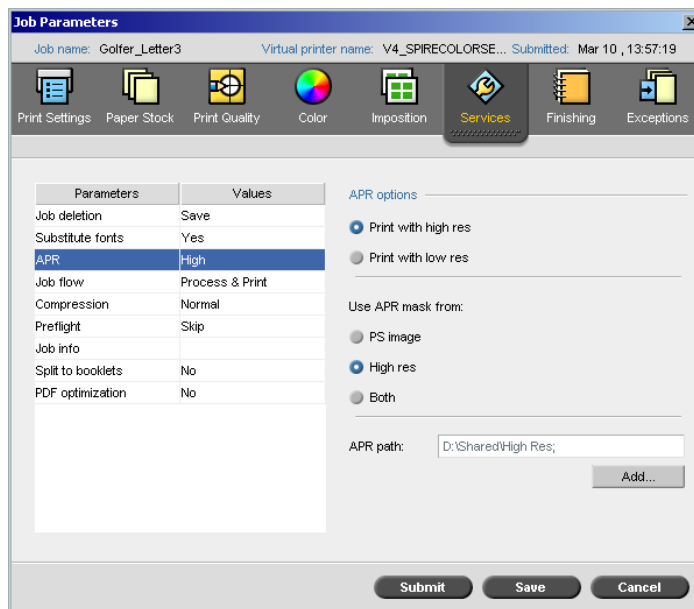 Job Parameters
Job name: Golfer_Letter3 Virtual printer name: V4_SPIRECOLORSE... Submitted: Mar 10 , 13:57:19
Print Settings Paper Stock Print Quality Color Imposition Services Finishing Exceptions
Parameters Values
Job deletion Save
Substitute fonts Yes
APR High
Job flow Process & Print
Compression Normal
Preflight Skip
Job info
Split to booklets No
PDF optimization No
APR options
Print with high res
Print with low res
Use APR mask from:
PS image
High res
Both
APR path: D:\Shared\High Res;
Add...
Submit Save Cancel